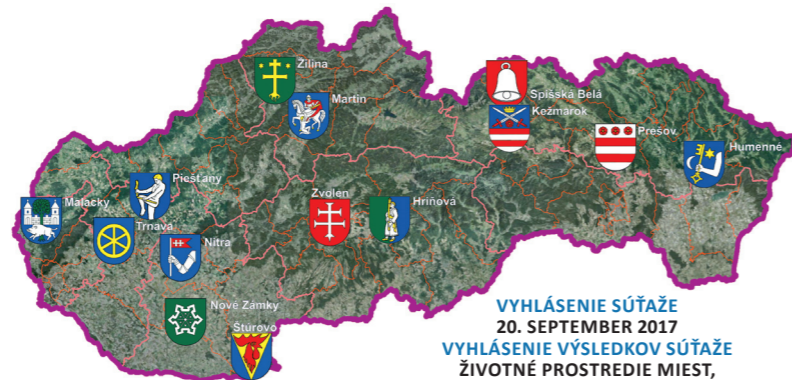 Žilina
Martin
Spišská Belá
Kežmarok
Prešov
Humenné
Piešťany
Malacky
Trnava
Nitra
Zvolen
Hriňová
Nové Zámky
Štúrovo
VYHLÁSENIE SÚŤAŽE
20. SEPTEMBER 2017
VYHLÁSENIE VÝSLEDKOV SÚŤAŽE
ŽIVOTNÉ PROSTREDIE MIEST,